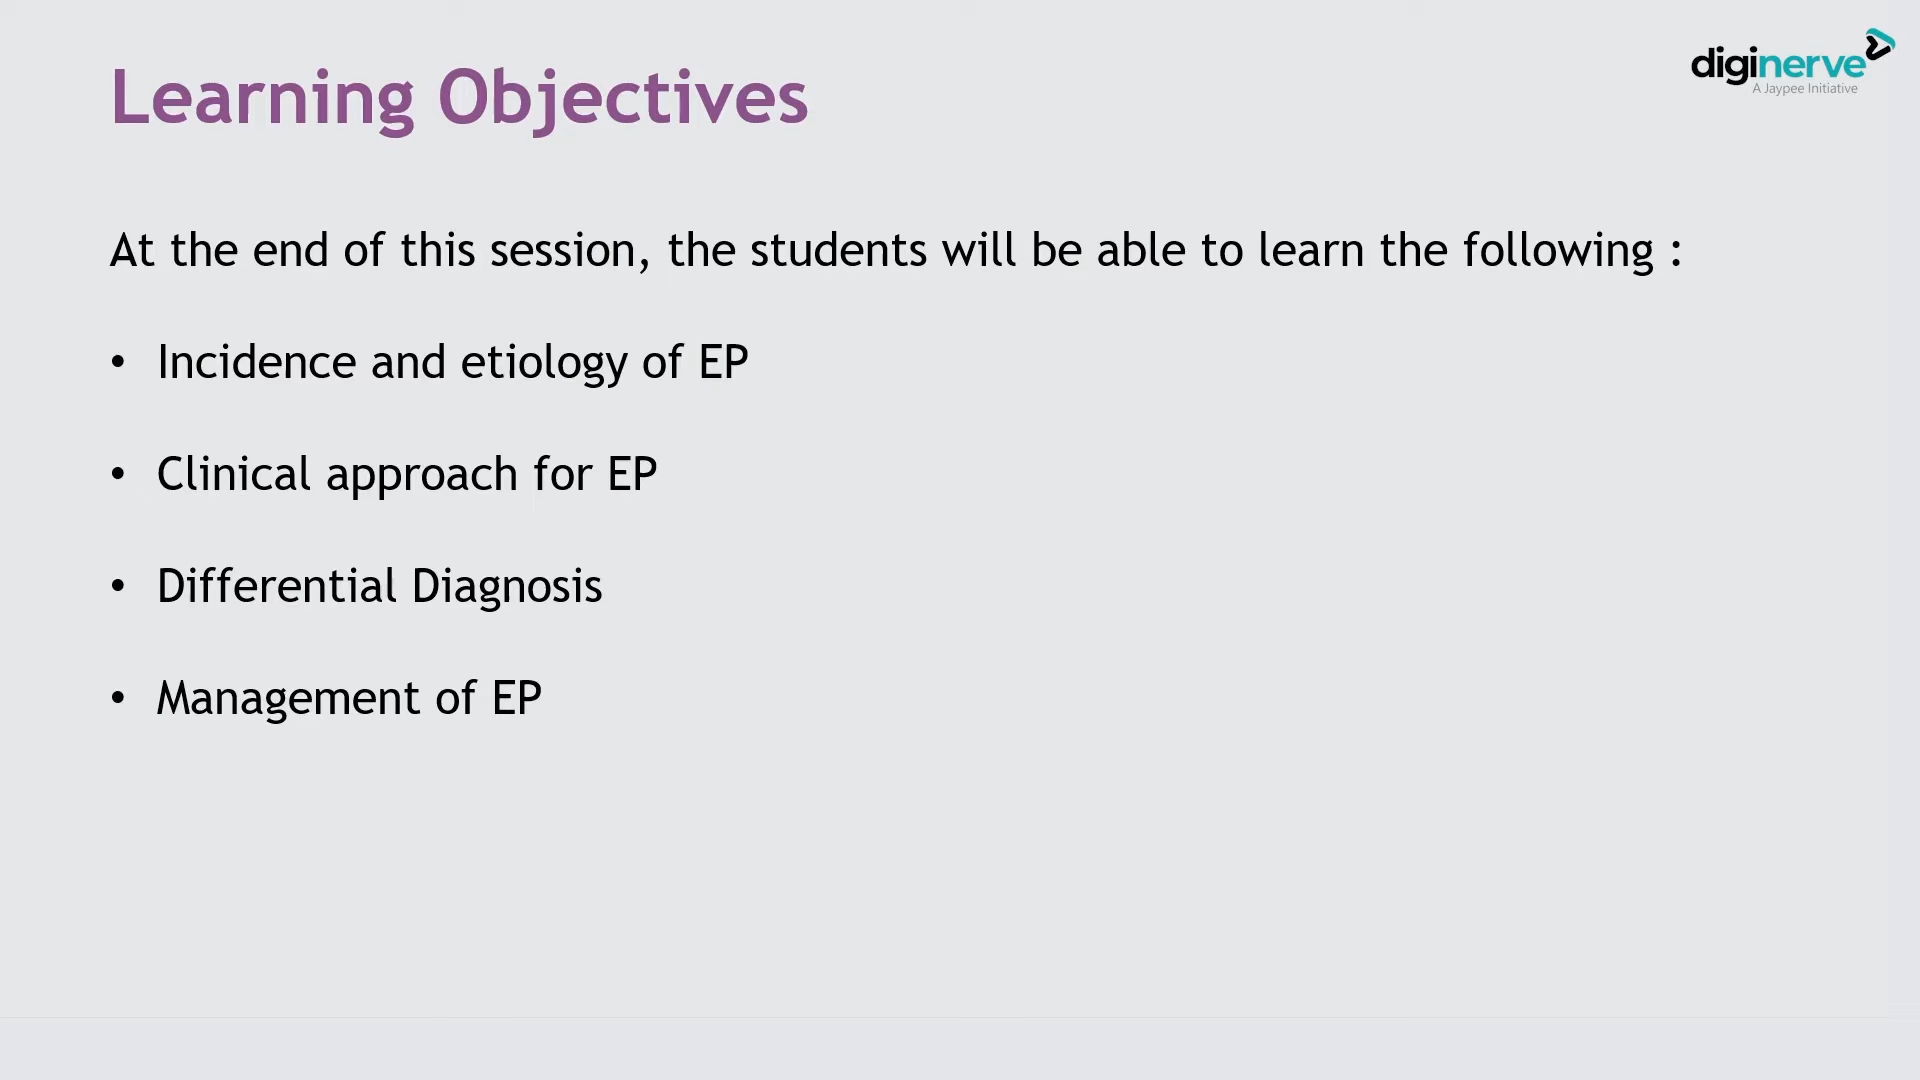 Learning Objectives
diginerve
A Jaypee Initiative
At the end of this session, the students will be able to learn the following :
• Incidence and etiology of EP
• Clinical approach for EP
• Differential Diagnosis
• Management of EP